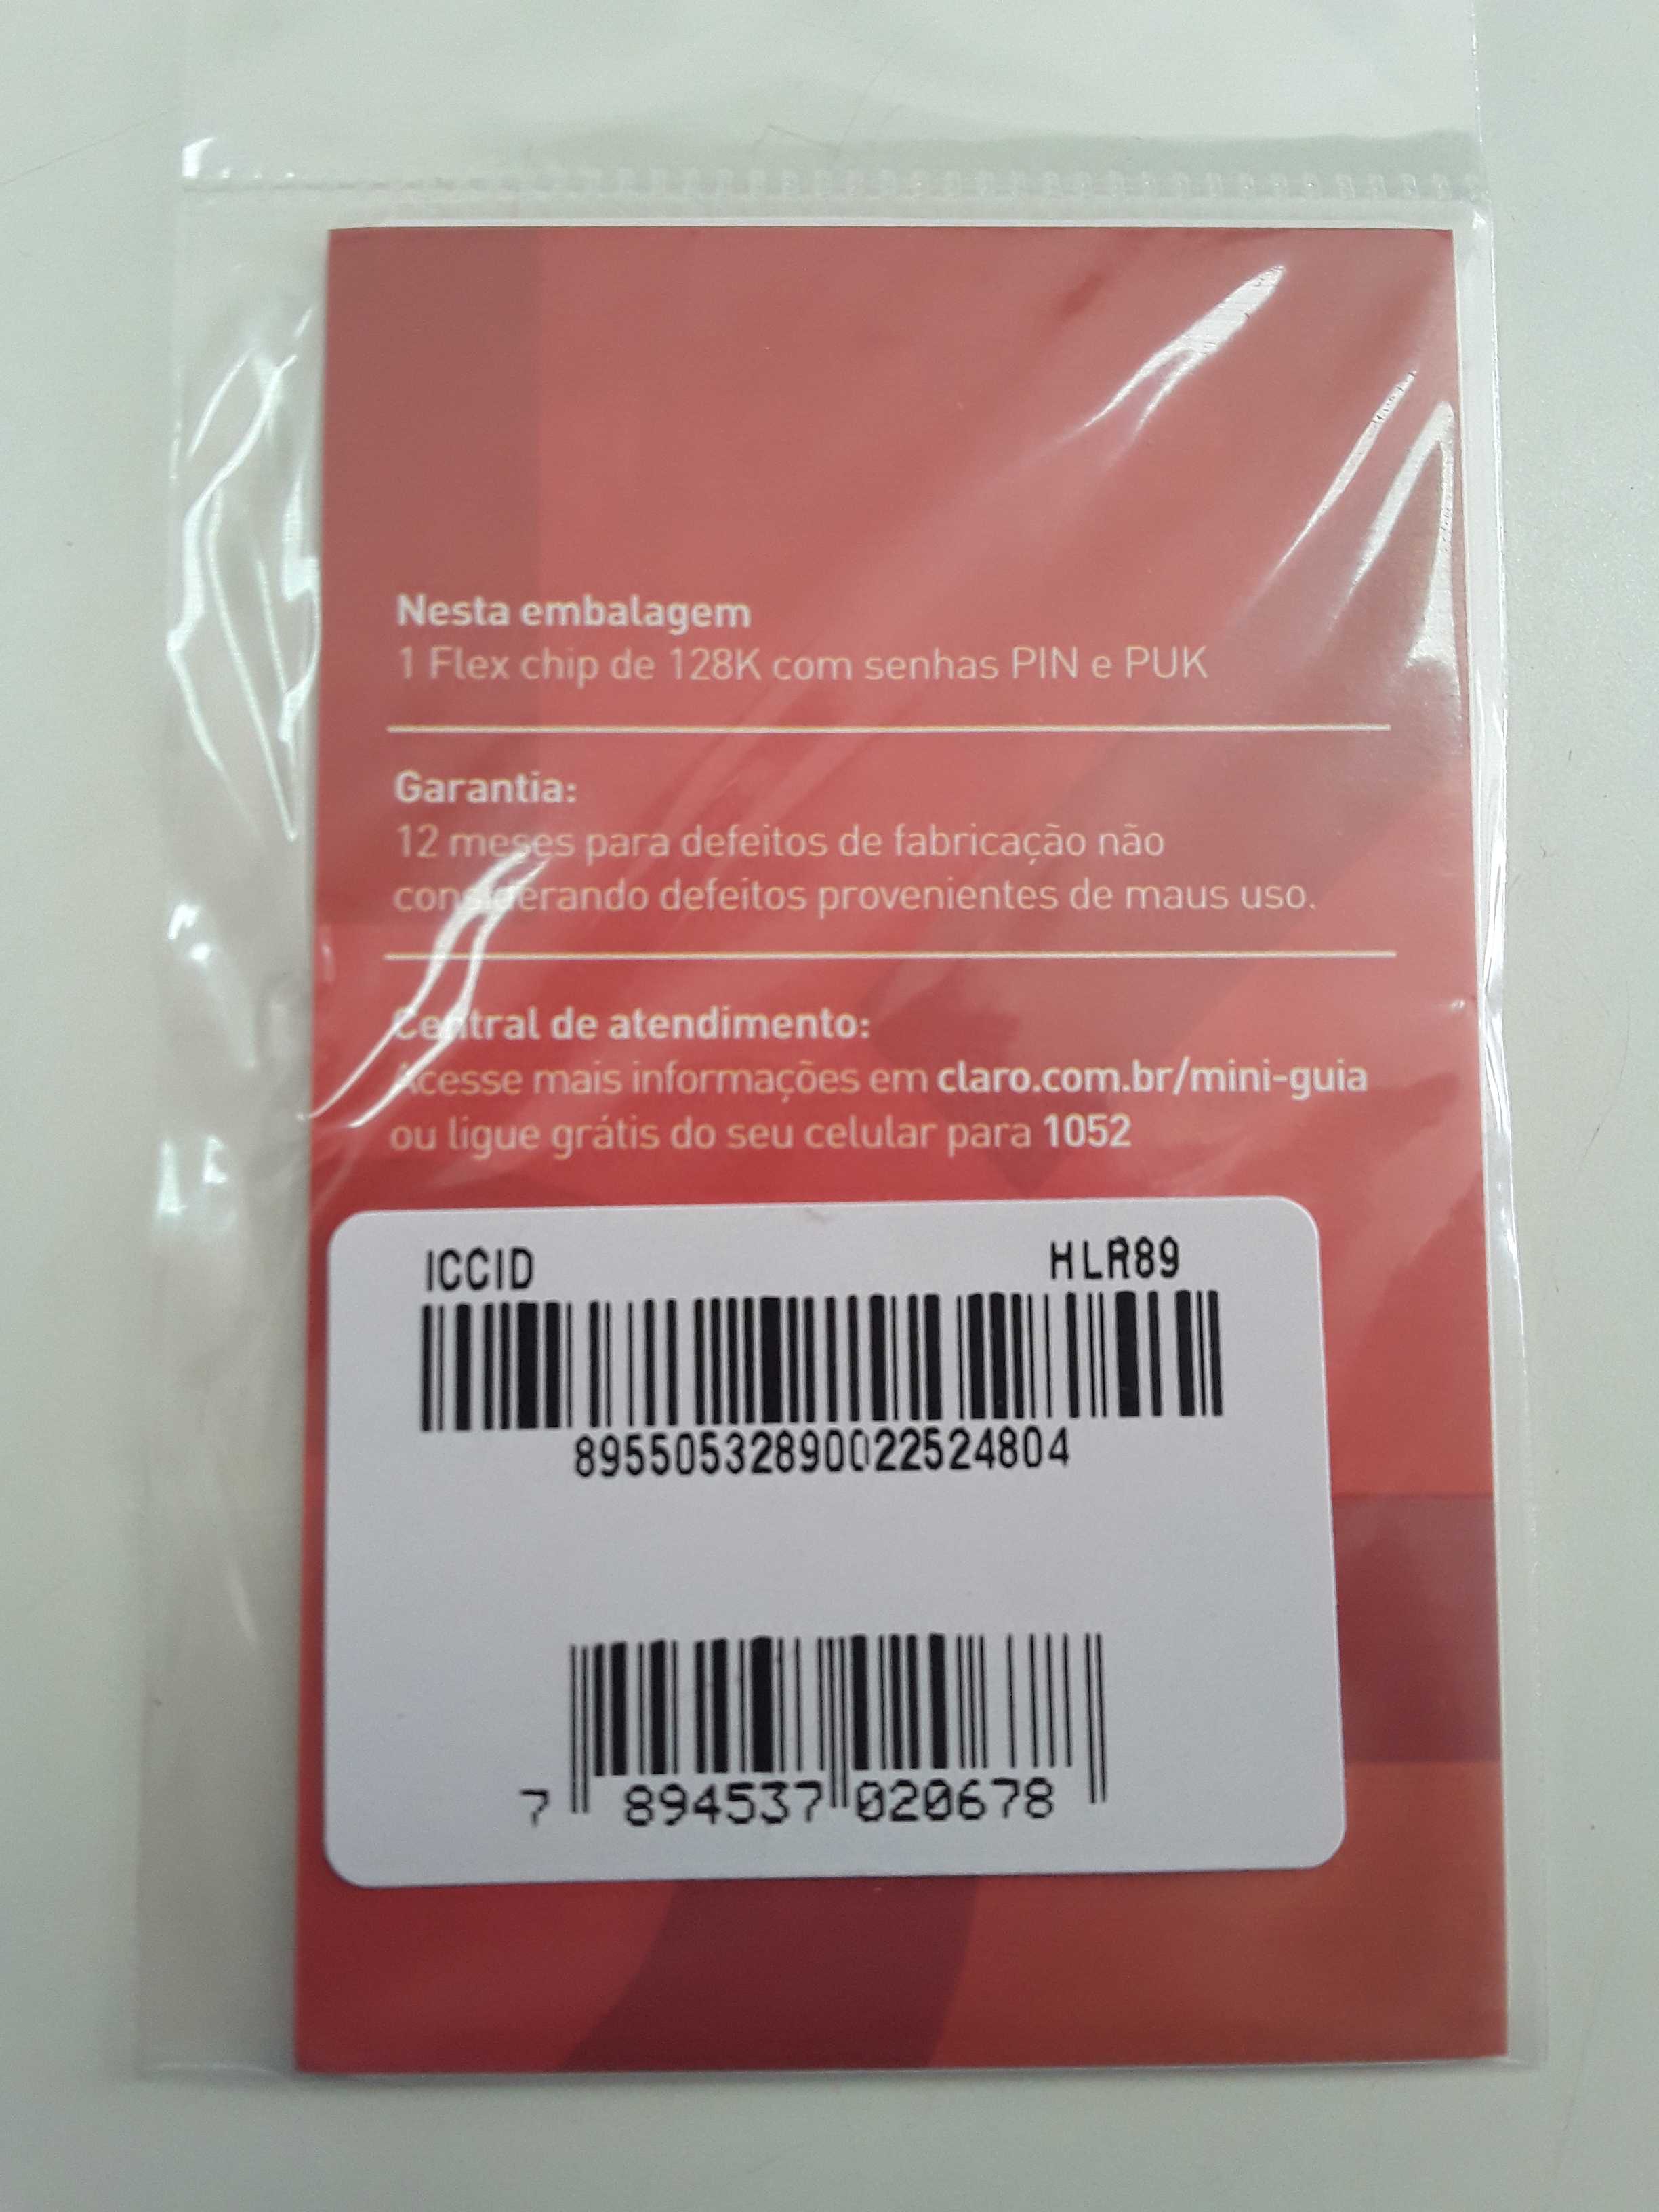 Nesta embalagem
1 Flex chip de 128K com senhas PIN e PUK
Garantia:
12 meses para defeitos de fabricação não
considerando defeitos provenientes de maus uso.
Central de atendimento:
Acesse mais informações em claro.com.br/mini-guia
ou ligue grátis do seu celular para 1052
ICCID HLR89
89550532890022524804
7 894537 020678